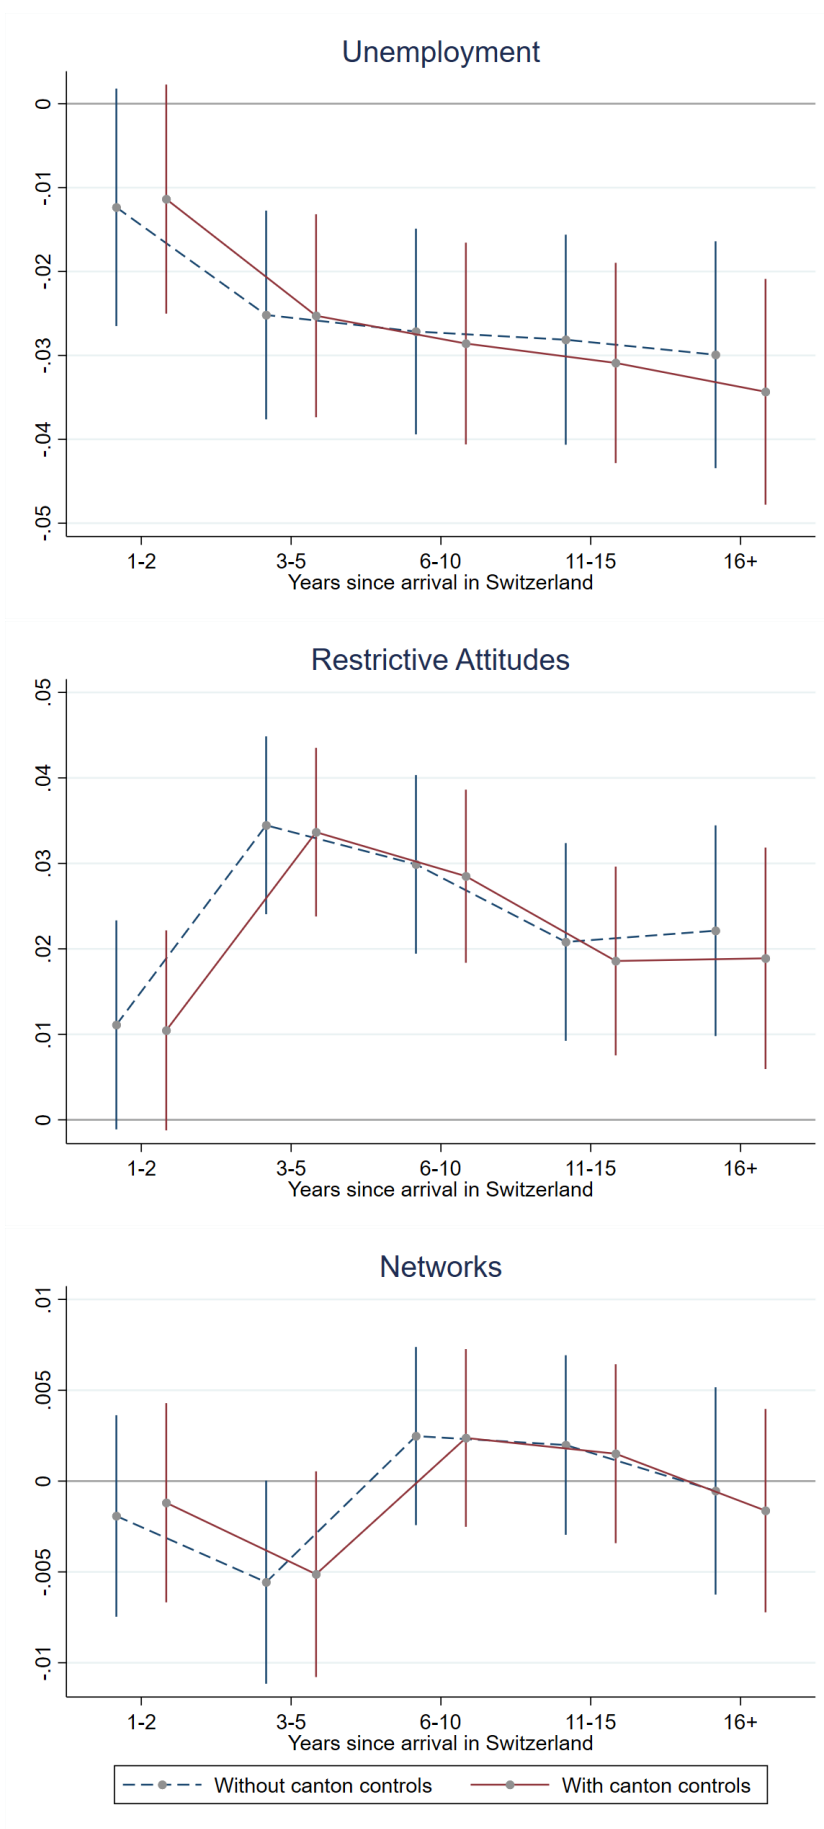 Unemployment
0
-.01
-.02
-.03
-.04
-.05
1-2 3-5 6-10 11-15 16+
Years since arrival in Switzerland
Restrictive Attitudes
.05
.04
.03
.02
.01
0
1-2 3-5 6-10 11-15 16+
Years since arrival in Switzerland
Networks
.01
.005
0
-.005
-.01
1-2 3-5 6-10 11-15 16+
Years since arrival in Switzerland
Without canton controls With canton controls